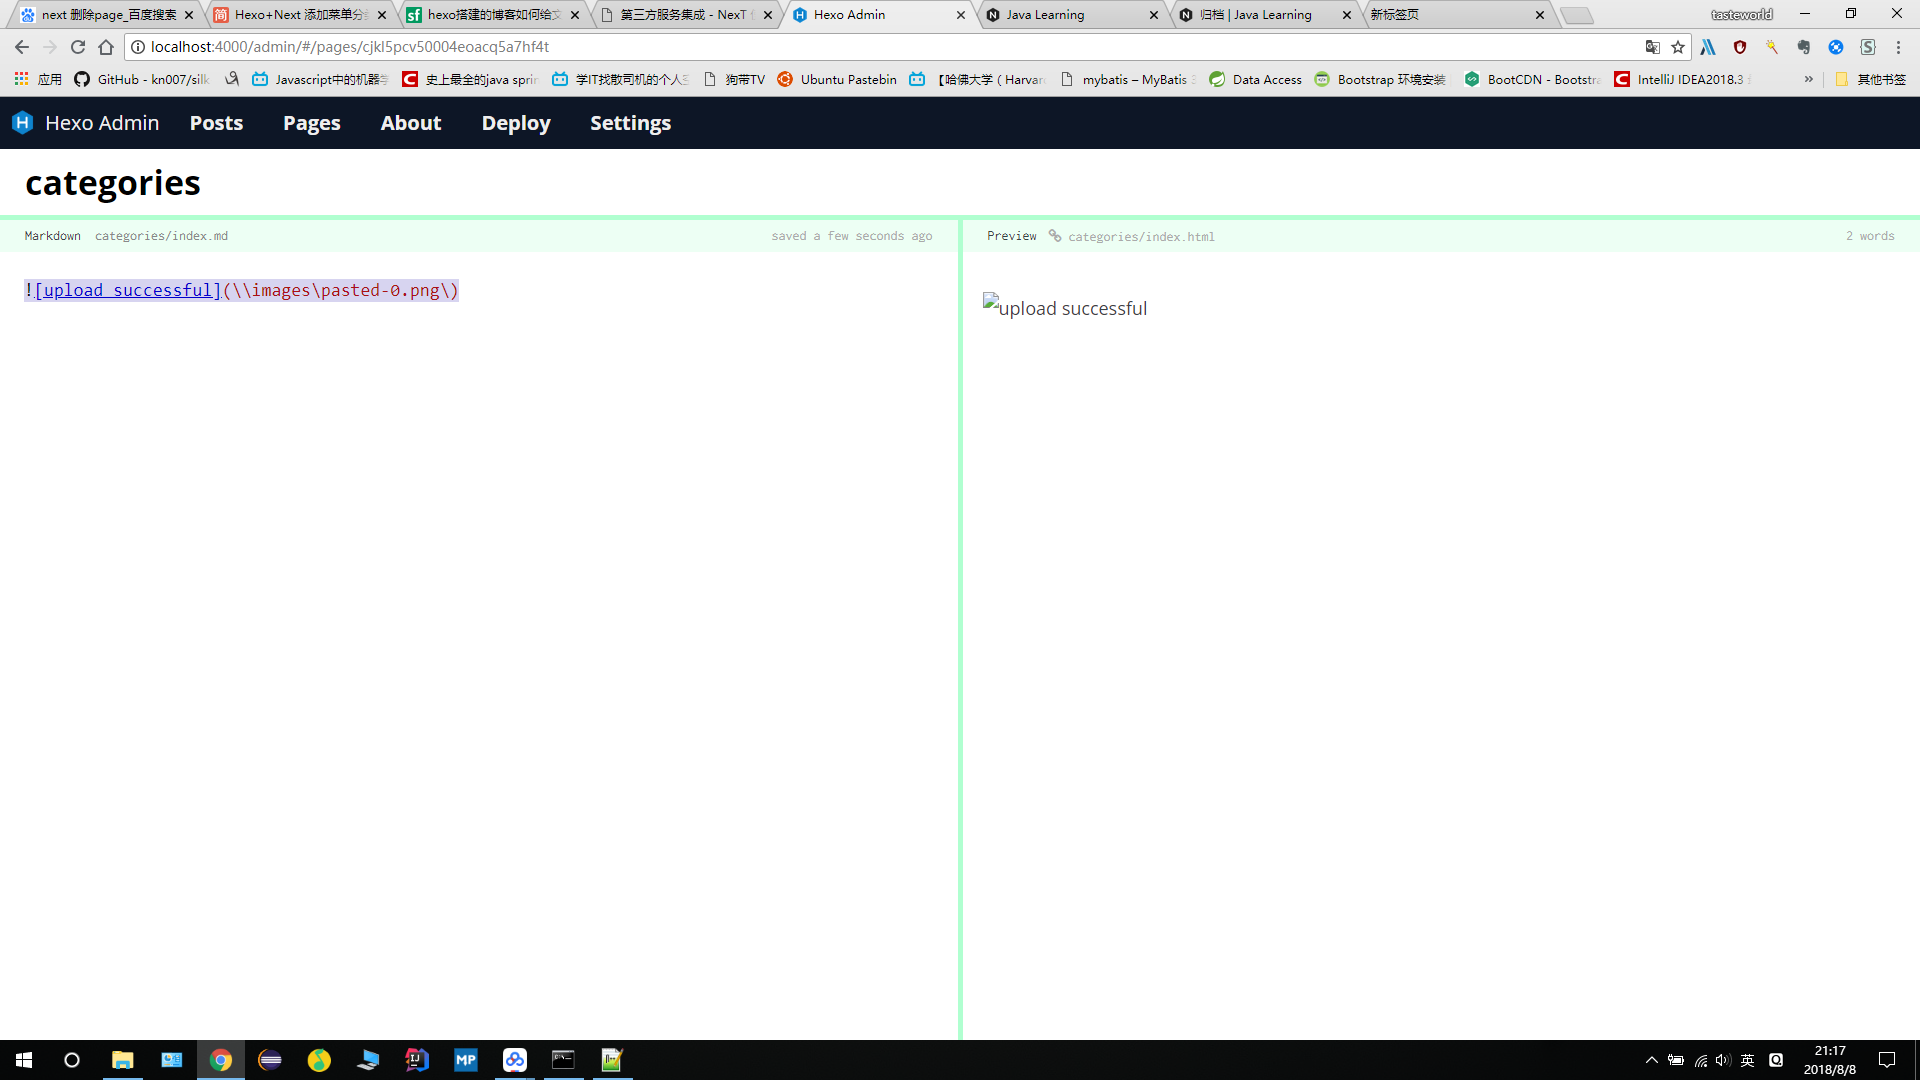 next 删除page_百度搜索
Hexo+Next 添加菜单分
hexo搭建的博客如何给文
第三方服务集成 - NexT
Hexo Admin
Java Learning
归档 | Java Learning
新标签页
tasteworld
localhost:4000/admin/#/pages/cjkl5pcv50004eoacq5a7hf4t
应用
GitHub - kn007/silk
Javascript中的机器学
史上最全的java sprin
学IT找散司机的个人
狗带TV
Ubuntu Pastebin
【哈佛大学 ( Harvar
mybatis – MyBatis 3
Data Access
Bootstrap 环境安装
BootCDN - Bootstra
IntelliJ IDEA2018.3
»
其他书签
Hexo Admin
Posts
Pages
About
Deploy
Settings
categories
Markdown categories/index.md
saved a few seconds ago
Preview categories/index.html
2 words
![upload successful](\\images\pasted-0.png\)
upload successful
英
21:17
2018/8/8